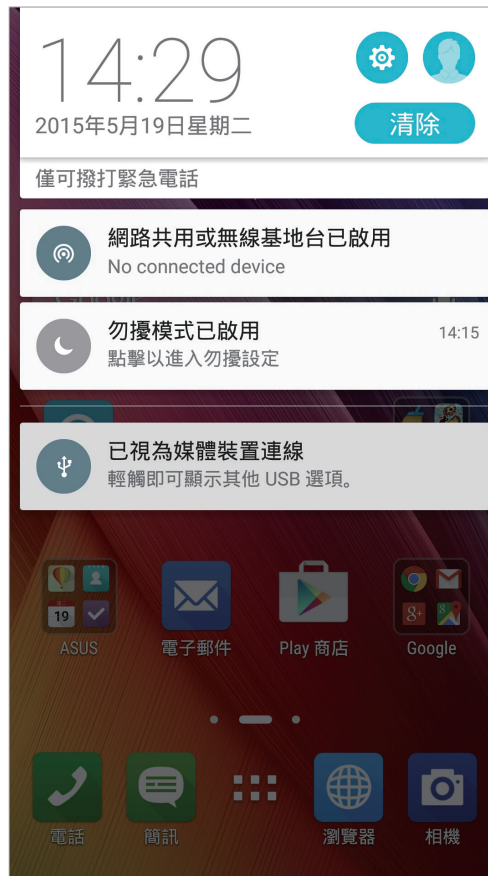 14:29
2015年5月19日星期二
清除
僅可撥打緊急電話
網路共用或無線基地台已啟用
No connected device
勿擾模式已啟用
14:15
點擊以進入勿擾設定
已視為媒體裝置連線
輕觸即可顯示其他 USB 選項。
19
8+
8
ASUS
電子郵件
Play 商店
Google
電話
簡訊
瀏覽器
相機